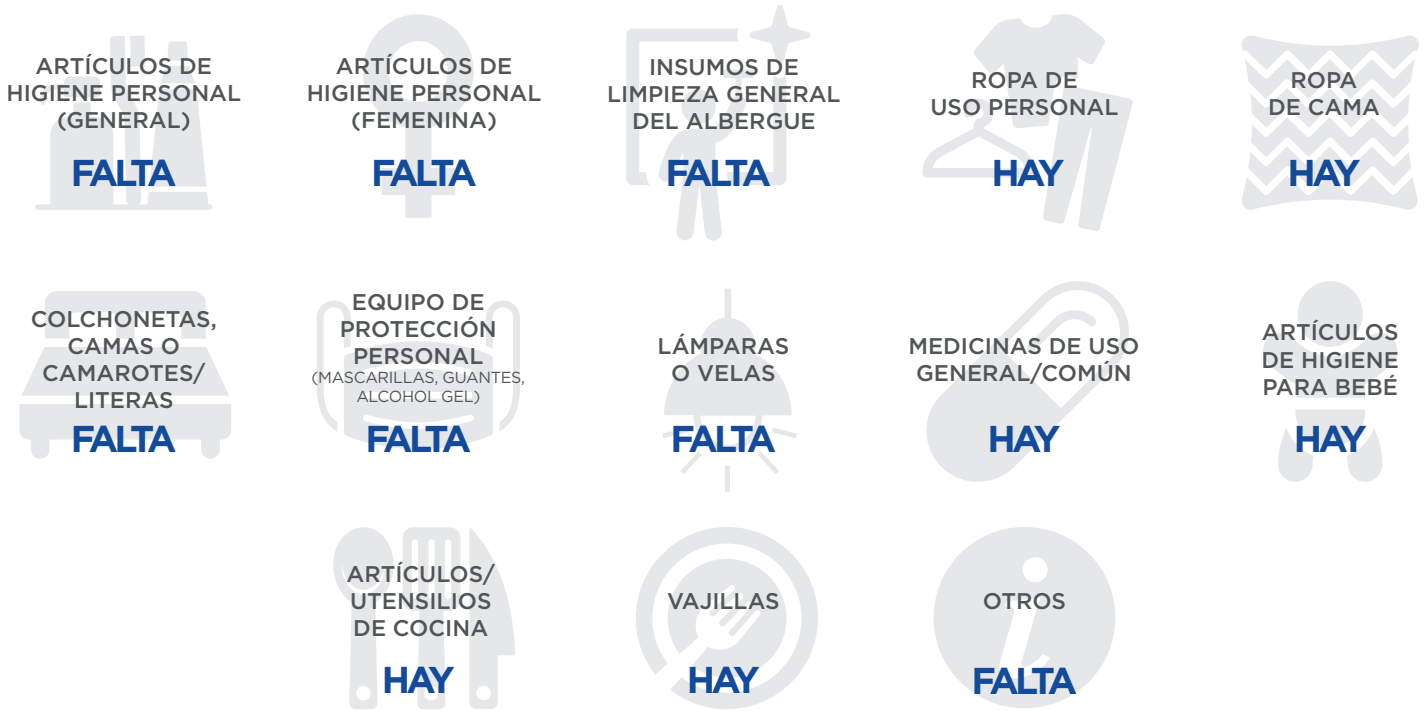 ARTÍCULOS DE
HIGIENE PERSONAL
(GENERAL)
FALTA
ARTÍCULOS DE
HIGIENE PERSONAL
(FEMENINA)
FALTA
INSUMOS DE
LIMPIEZA GENERAL
DEL ALBERGUE
FALTA
ROPA DE
USO PERSONAL
HAY
ROPA
DE CAMA
HAY
COLCHONETAS,
CAMAS O
CAMAROTES/
LITERAS
FALTA
EQUIPO DE
PROTECCIÓN
PERSONAL
(MASCARILLAS, GUANTES,
ALCOHOL GEL)
FALTA
LÁMPARAS
O VELAS
FALTA
MEDICINAS DE USO
GENERAL/COMÚN
HAY
ARTÍCULOS
DE HIGIENE
PARA BEBÉ
HAY
ARTÍCULOS/
UTENSILIOS
DE COCINA
HAY
VAJILLAS
HAY
OTROS
FALTA